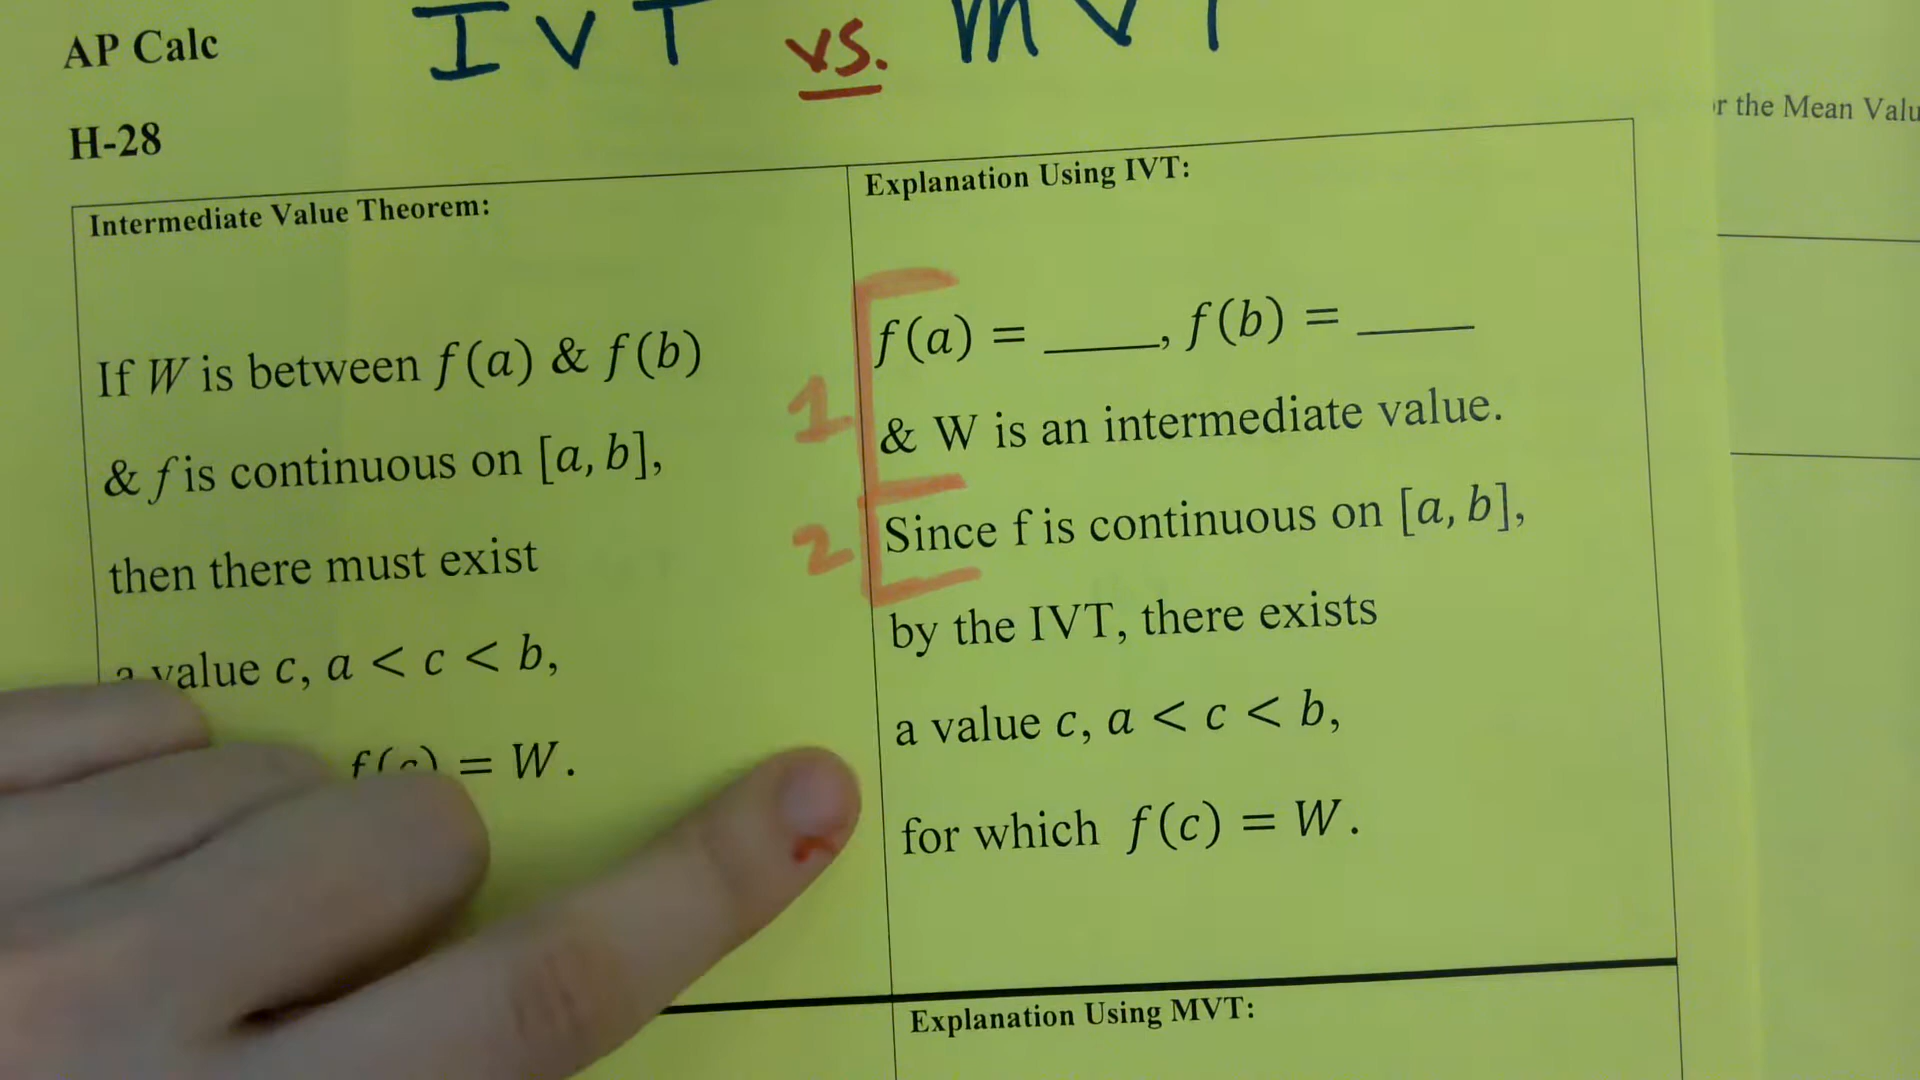 AP Calc
IVT vs. MVT
H-28
r the Mean Valu
Intermediate Value Theorem:
If W is between f(a) & f(b)
& f is continuous on [a, b],
then there must exist
a value c, a < c < b,
f(c) = W.
Explanation Using IVT:
1
f(a) = ____, f(b) = ____
& W is an intermediate value.
2
Since f is continuous on [a, b],
by the IVT, there exists
a value c, a < c < b,
for which f(c) = W.
Explanation Using MVT: